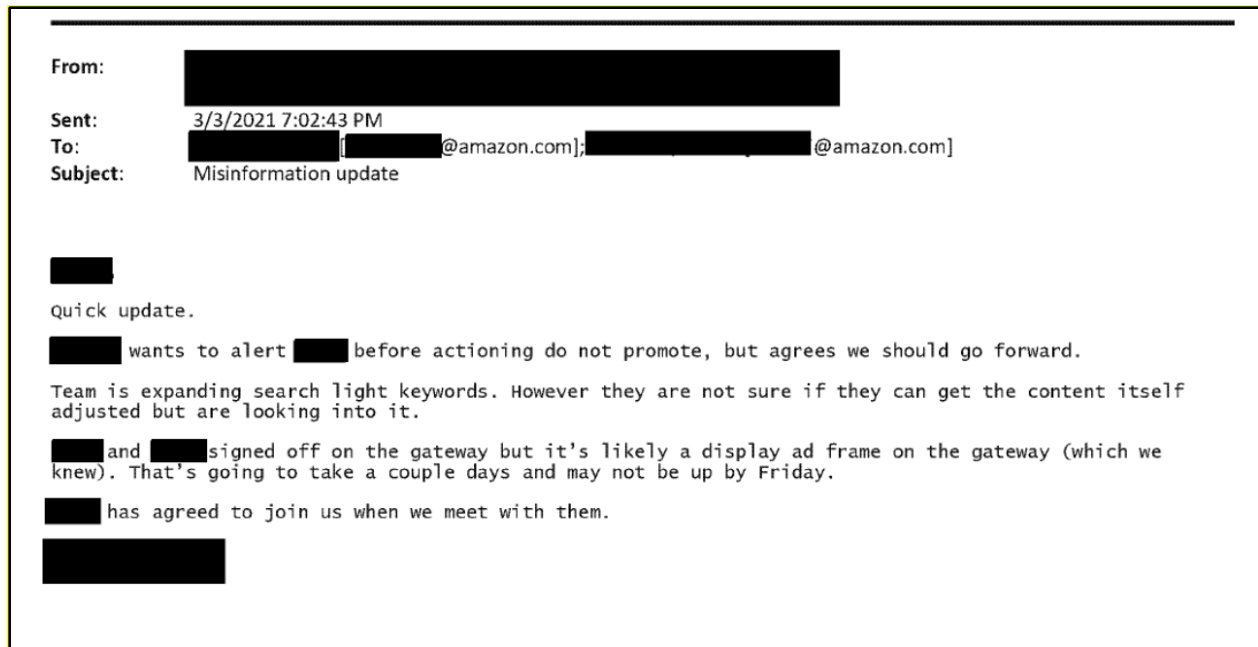 From:
Sent: 3/3/2021 7:02:43 PM
To: [ @amazon.com]; @amazon.com]
Subject: Misinformation update
Quick update.
wants to alert before actioning do not promote, but agrees we should go forward.
Team is expanding search light keywords. However they are not sure if they can get the content itself
adjusted but are looking into it.
and signed off on the gateway but it's likely a display ad frame on the gateway (which we
knew). That's going to take a couple days and may not be up by Friday.
has agreed to join us when we meet with them.